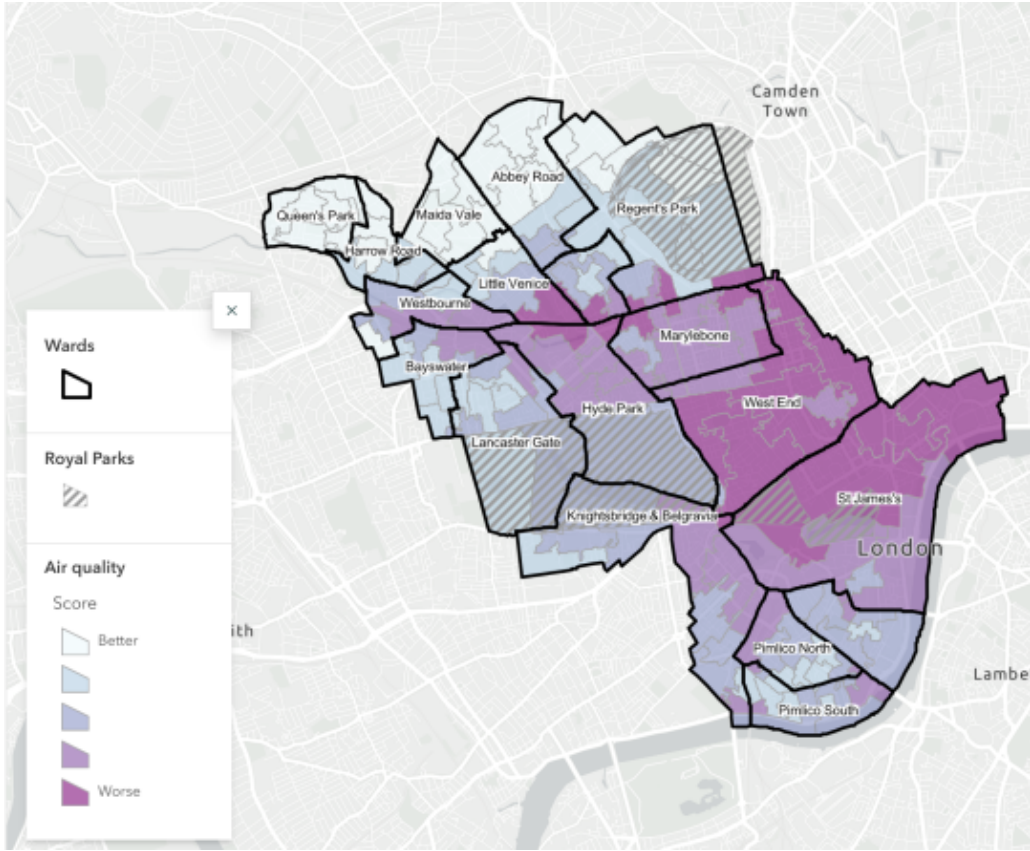 Camden
Town
Abbey Road
Queen's Park
Maida Vale
Regent's Park
Harrow Road
Little Venice
Westbourne
Marylebone
Bayswater
West End
Hyde Park
Lancaster Gate
St James's
Knightsbridge & Belgravia
London
Pimlico North
Pimlico South
Lambe
ith
×
Wards
Royal Parks
Air quality
Score
Better
Worse